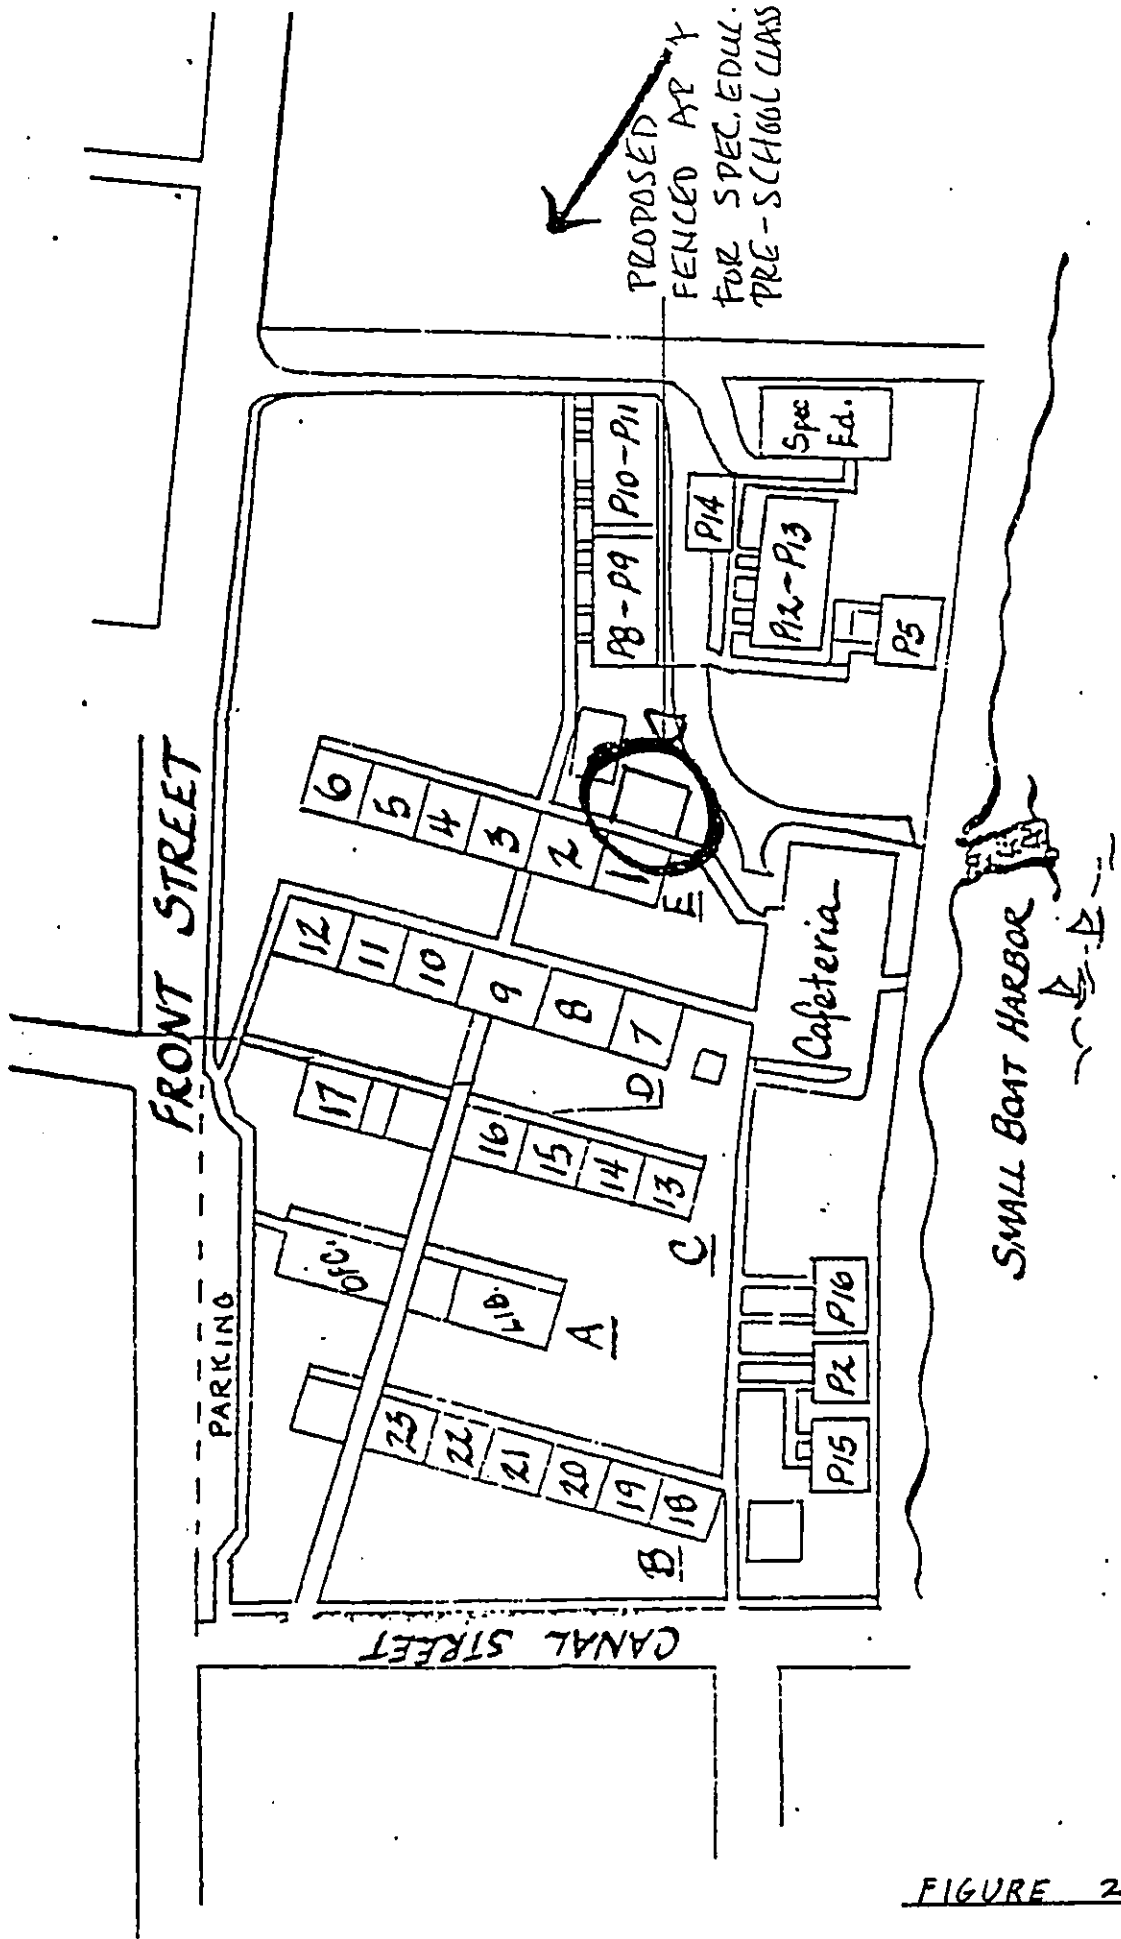 FRONT STREET
PARKING
PROPOSED
FENCED
FOR SPEC. EDUC.
PRE-SCHOOL CLASS
6
5
4
3
2
1
E
12
11
10
9
8
7
D
17
16
15
14
13
C
OFC.
LIB.
A
23
22
21
20
19
18
B
P8-P9
P10-P11
P14
P12-P13
Spec
Ed.
P5
Cafeteria
P16
P2
P15
CANAL STREET
SMALL BOAT HARBOR
FIGURE 2